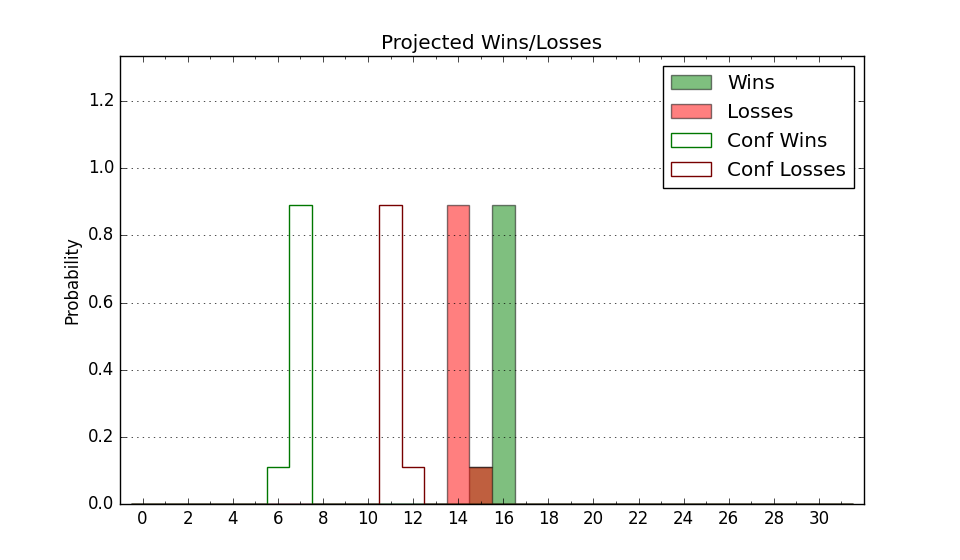 Projected Wins/Losses
Wins
Losses
Conf Wins
Conf Losses
Probability
1.2
1.0
0.8
0.6
0.4
0.2
0.0
0 2 4 6 8 10 12 14 16 18 20 22 24 26 28 30